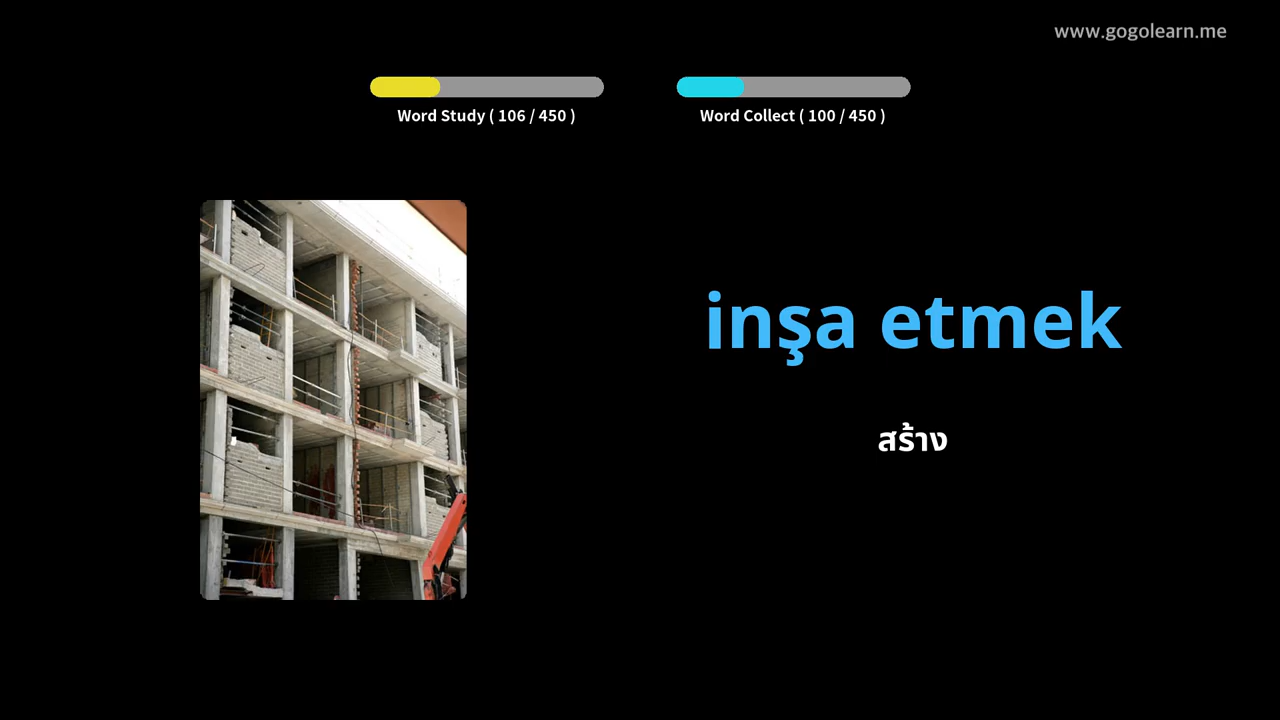 www.gogolearn.me
Word Study ( 106 / 450 )
Word Collect ( 100 / 450 )
inşa etmek
สร้าง